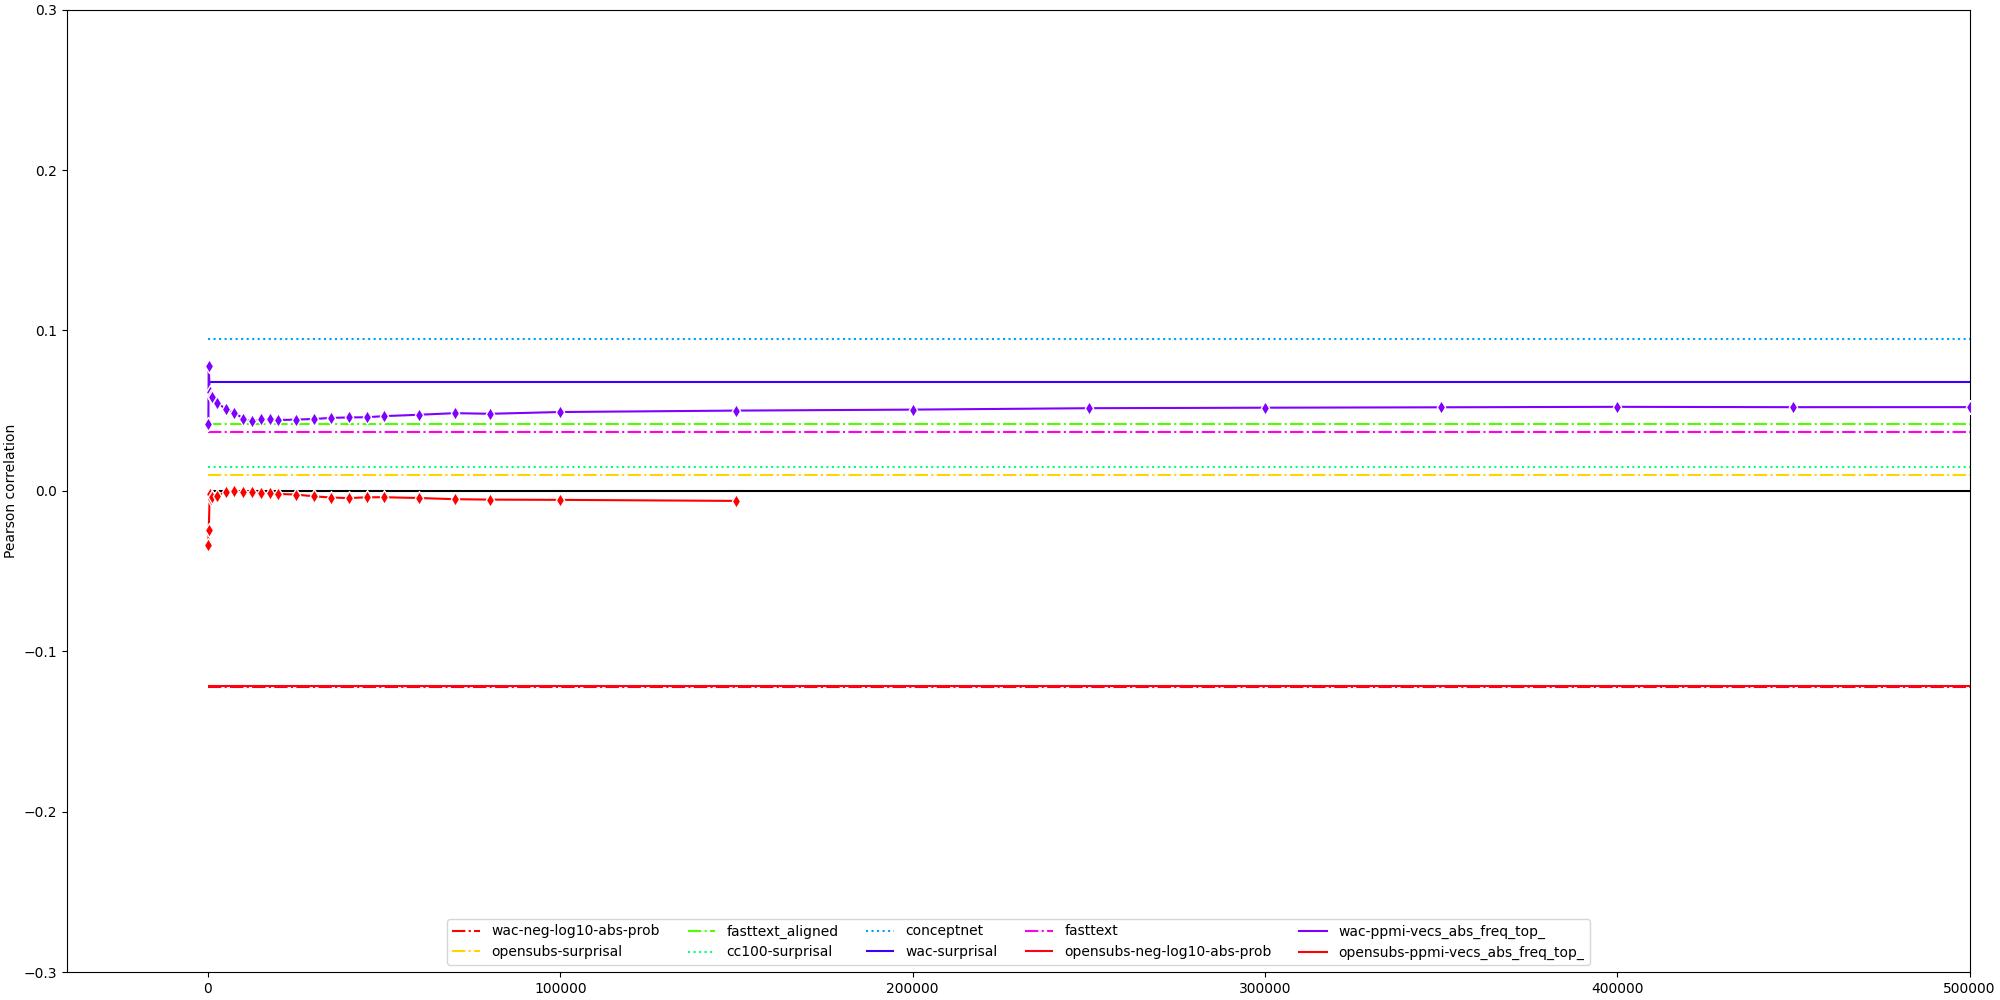 0.3
0.2
0.1
0.0
−0.1
−0.2
−0.3
Pearson correlation
wac-neg-log10-abs-prob
opensubs-surprisal
fasttext_aligned
cc100-surprisal
conceptnet
wac-surprisal
fasttext
opensubs-neg-log10-abs-prob
wac-ppmi-vecs_abs_freq_top_
opensubs-ppmi-vecs_abs_freq_top_
0
100000
200000
300000
400000
500000